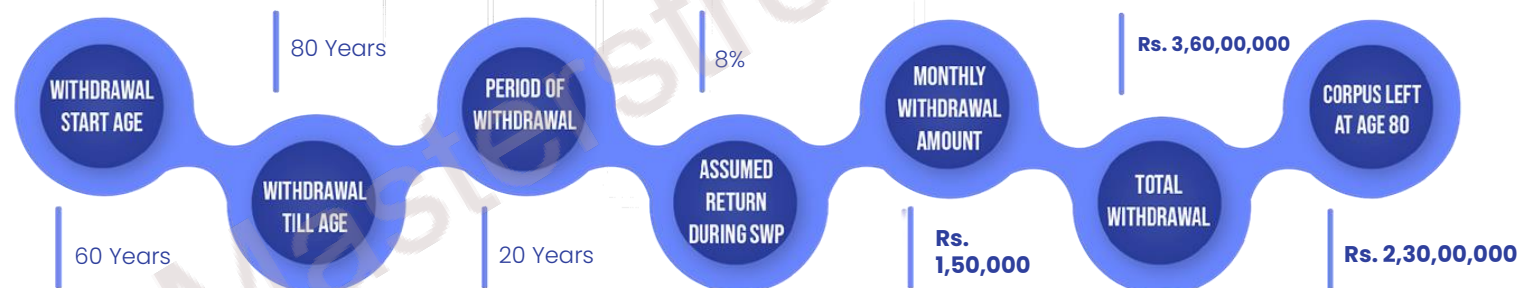 WITHDRAWAL
START AGE
60 Years
80 Years
WITHDRAWAL
TILL AGE
PERIOD OF
WITHDRAWAL
20 Years
8%
ASSUMED
RETURN
DURING SWP
MONTHLY
WITHDRAWAL
AMOUNT
Rs.
1,50,000
Rs. 3,60,00,000
TOTAL
WITHDRAWAL
CORPUS LEFT
AT AGE 80
Rs. 2,30,00,000